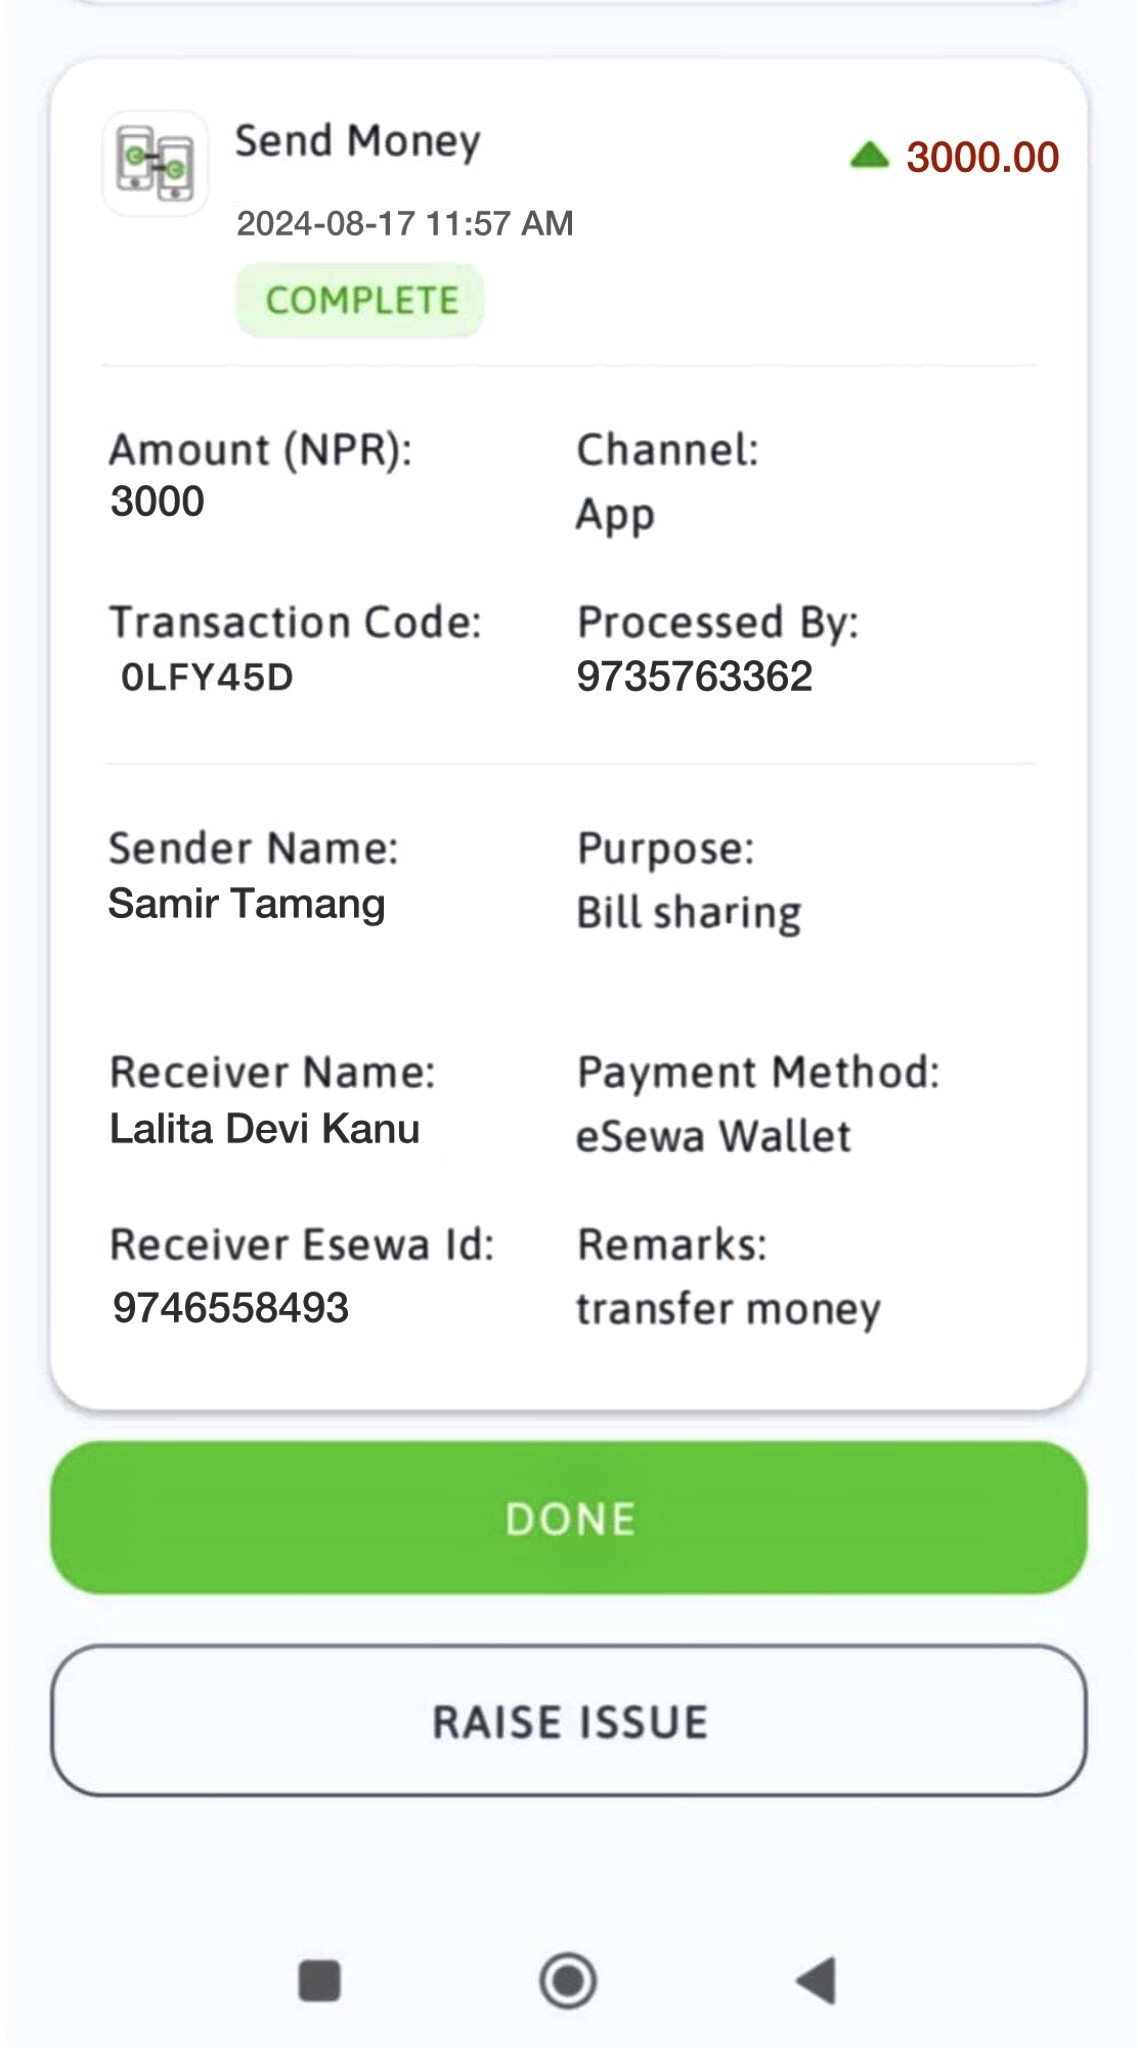 Send Money
3000.00
2024-08-17 11:57 AM
COMPLETE
Amount (NPR):
3000
Channel:
App
Transaction Code:
0LFY45D
Processed By:
9735763362
Sender Name:
Samir Tamang
Purpose:
Bill sharing
Receiver Name:
Lalita Devi Kanu
Payment Method:
eSewa Wallet
Receiver Esewa Id:
9746558493
Remarks:
transfer money
DONE
RAISE ISSUE